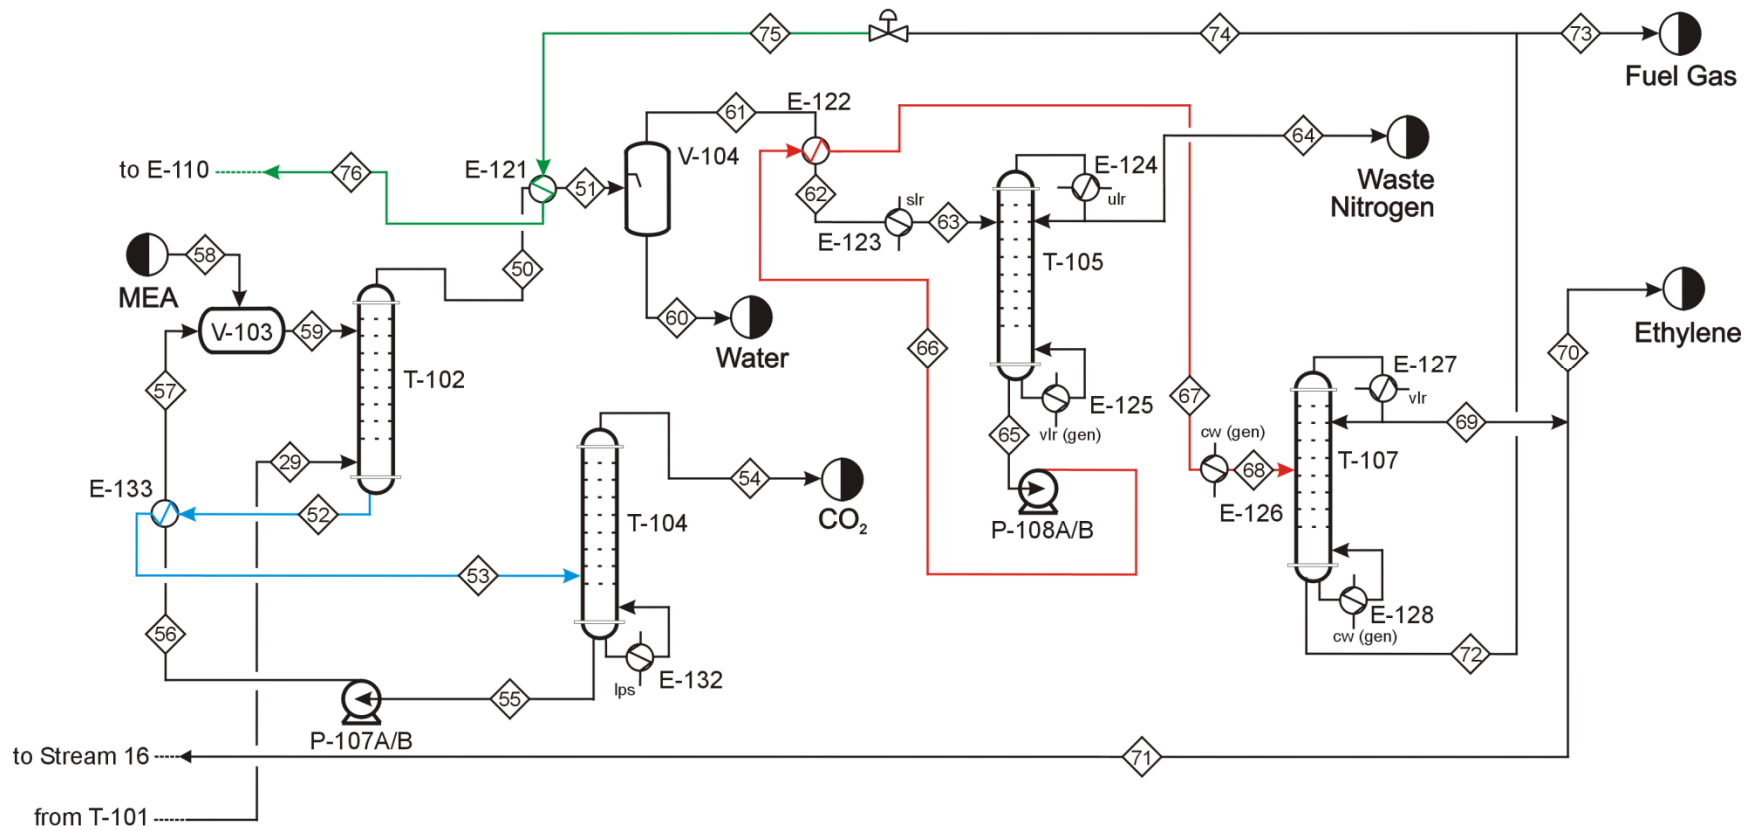 75
74
73
Fuel Gas
61
E-122
64
Waste
Nitrogen
V-104
E-124
ulr
to E-110
76
E-121
51
62
slr
63
E-123
T-105
58
MEA
50
V-103
59
60
Water
T-102
66
Ethylene
70
57
E-125
vlr (gen)
67
E-127
vlr
69
65
cw (gen)
68
T-107
E-126
29
54
CO₂
E-133
52
T-104
P-108A/B
53
E-128
cw (gen)
72
56
E-132
lps
55
P-107A/B
to Stream 16
71
from T-101